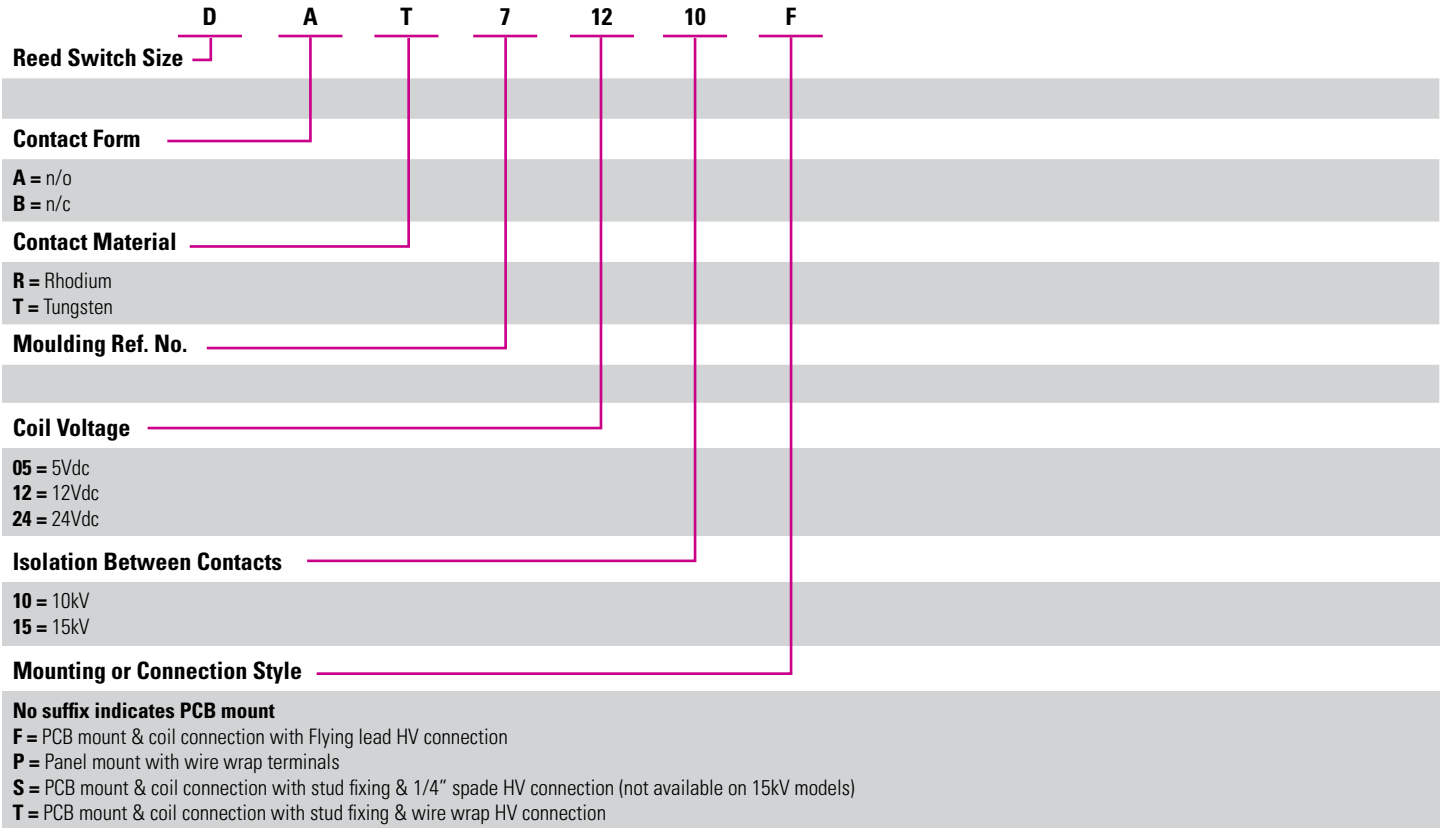 D A T 7 12 10 F
Reed Switch Size
Contact Form
A = n/o
B = n/c
Contact Material
R = Rhodium
T = Tungsten
Moulding Ref. No.
Coil Voltage
05 = 5Vdc
12 = 12Vdc
24 = 24Vdc
Isolation Between Contacts
10 = 10kV
15 = 15kV
Mounting or Connection Style
No suffix indicates PCB mount
F = PCB mount & coil connection with Flying lead HV connection
P = Panel mount with wire wrap terminals
S = PCB mount & coil connection with stud fixing & 1/4” spade HV connection (not available on 15kV models)
T = PCB mount & coil connection with stud fixing & wire wrap HV connection